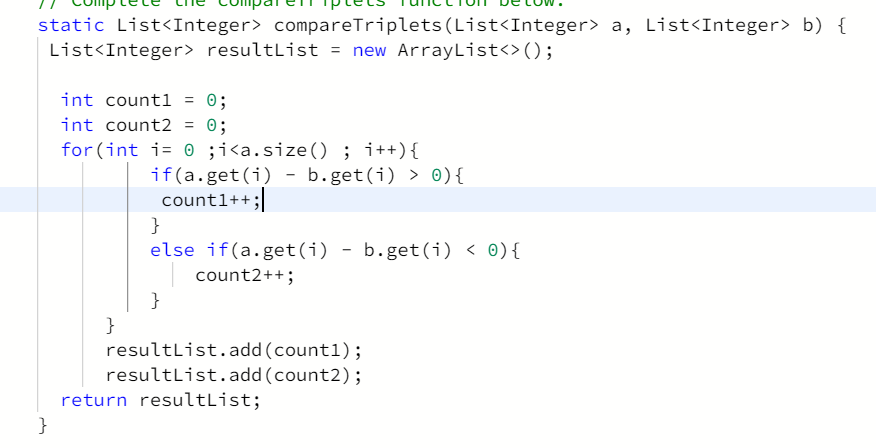 // Complete the compareTriplets function below.
static List<Integer> compareTriplets(List<Integer> a, List<Integer> b) {
List<Integer> resultList = new ArrayList<>();
int count1 = 0;
int count2 = 0;
for(int i= 0 ;i<a.size() ; i++){
if(a.get(i) - b.get(i) > 0){
count1++;
}
else if(a.get(i) - b.get(i) < 0){
count2++;
}
}
resultList.add(count1);
resultList.add(count2);
return resultList;
}